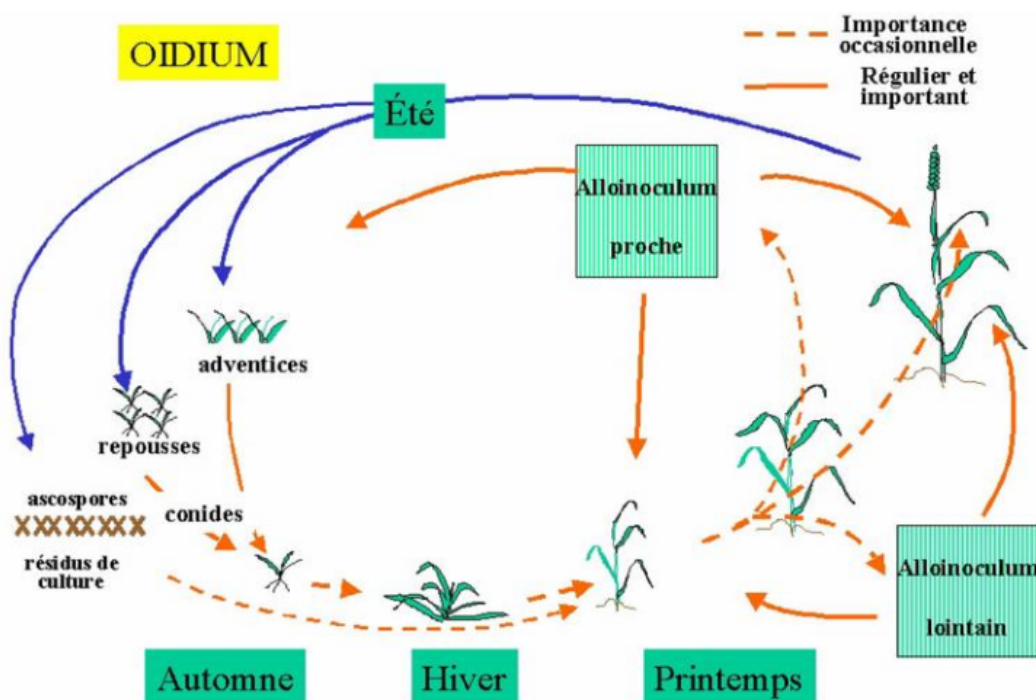 OIDIUM
Importance
occasionnelle
Régulier et
important
Été
Alloinoculum
proche
adventices
repousses
ascospores
conides
résidus de
culture
Alloinoculum
lointain
Automne
Hiver
Printemps